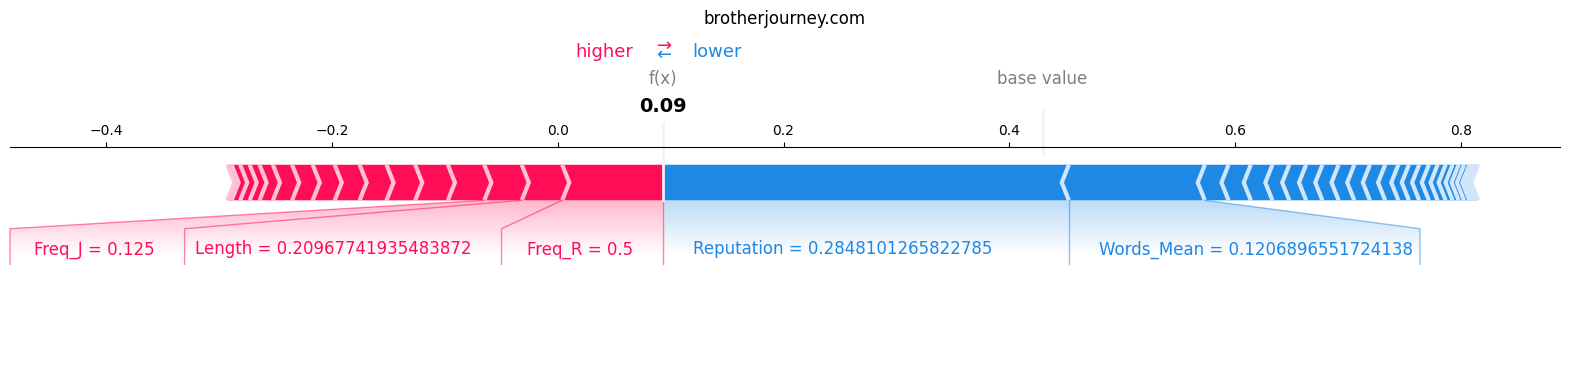 brotherjourney.com
higher ⇄ lower
f(x) base value
0.09
−0.4 −0.2 0.0 0.2 0.4 0.6 0.8
Freq_J = 0.125 Length = 0.20967741935483872 Freq_R = 0.5 Reputation = 0.2848101265822785 Words_Mean = 0.1206896551724138